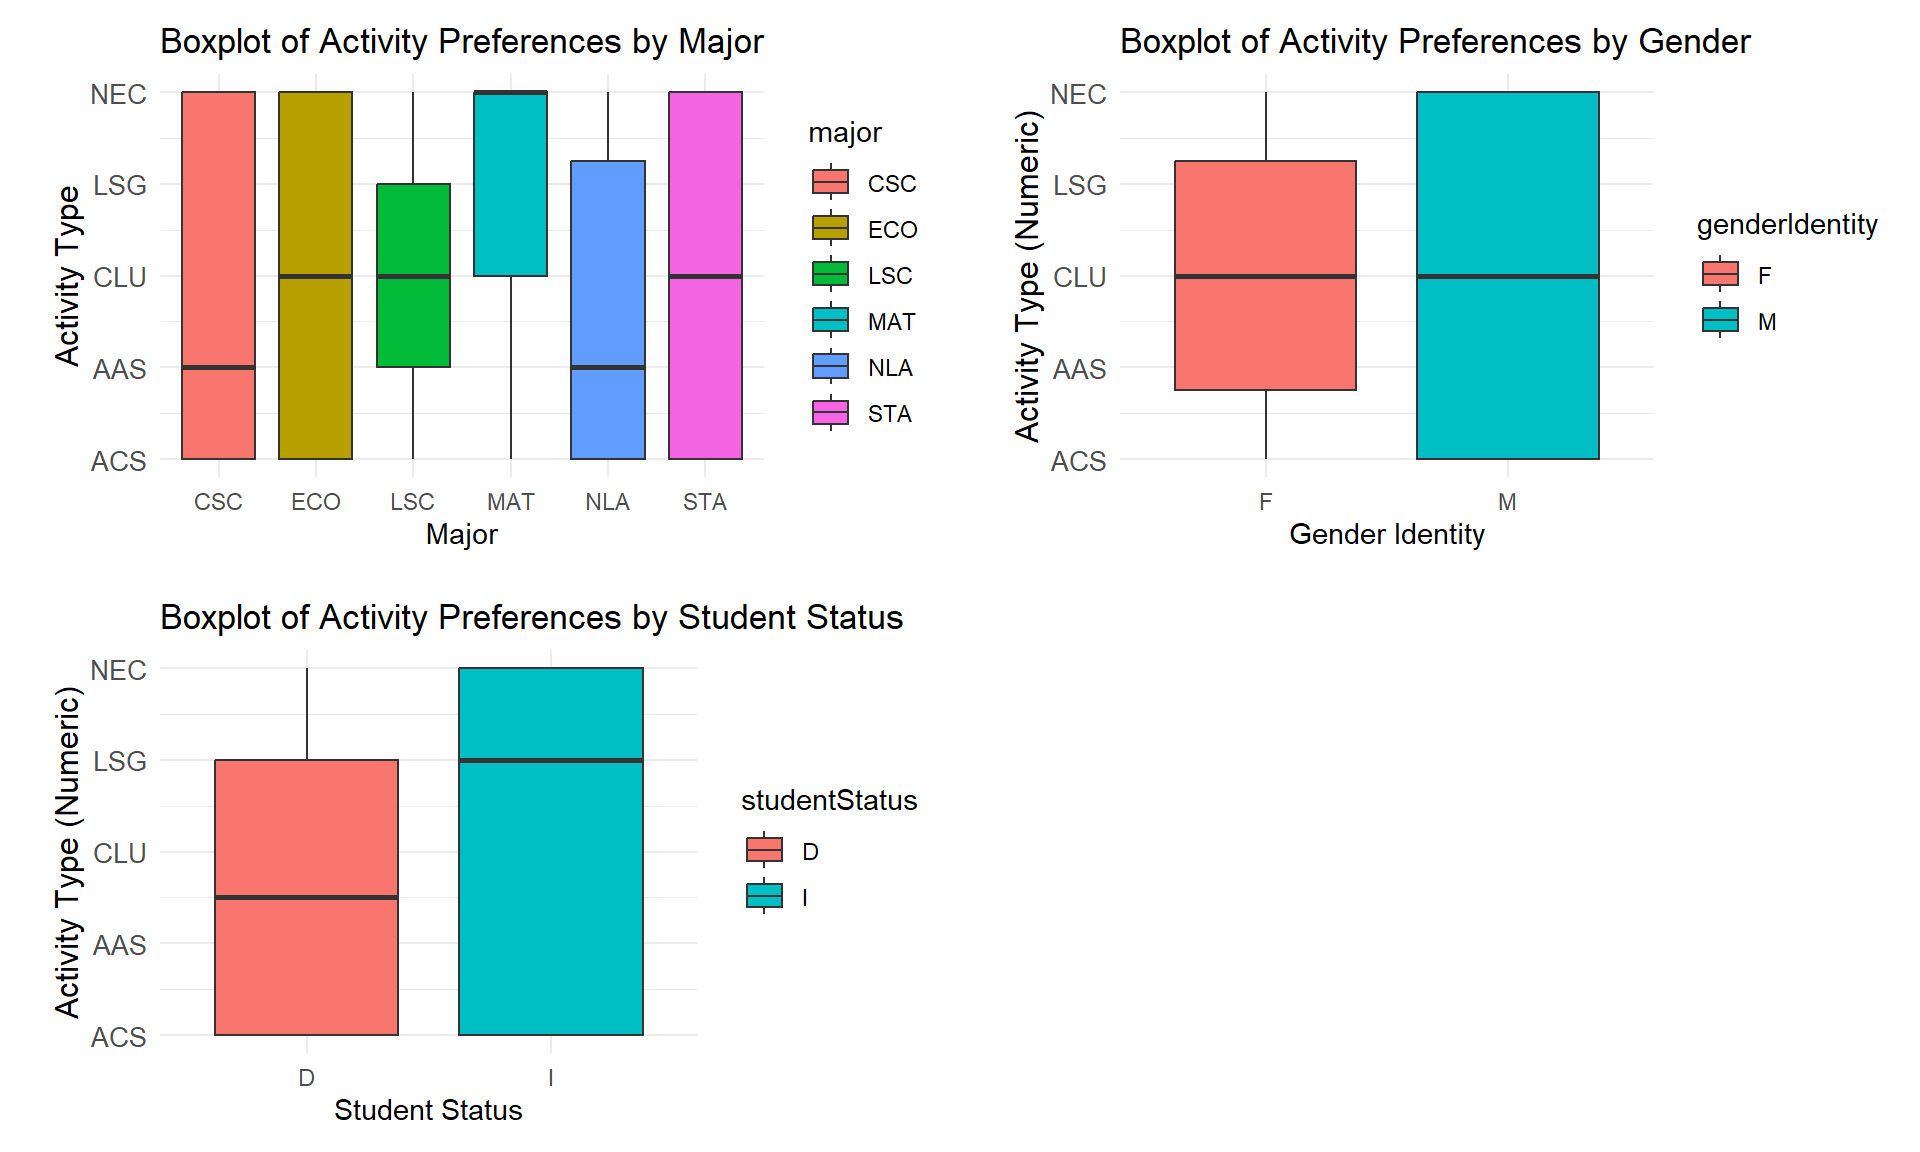 Boxplot of Activity Preferences by Major
Activity Type
NEC
LSG
CLU
AAS
ACS
CSC ECO LSC MAT NLA STA
Major
major
CSC
ECO
LSC
MAT
NLA
STA
Boxplot of Activity Preferences by Gender
Activity Type (Numeric)
NEC
LSG
CLU
AAS
ACS
F M
Gender Identity
genderIdentity
F
M
Boxplot of Activity Preferences by Student Status
Activity Type (Numeric)
NEC
LSG
CLU
AAS
ACS
D I
Student Status
studentStatus
D
I